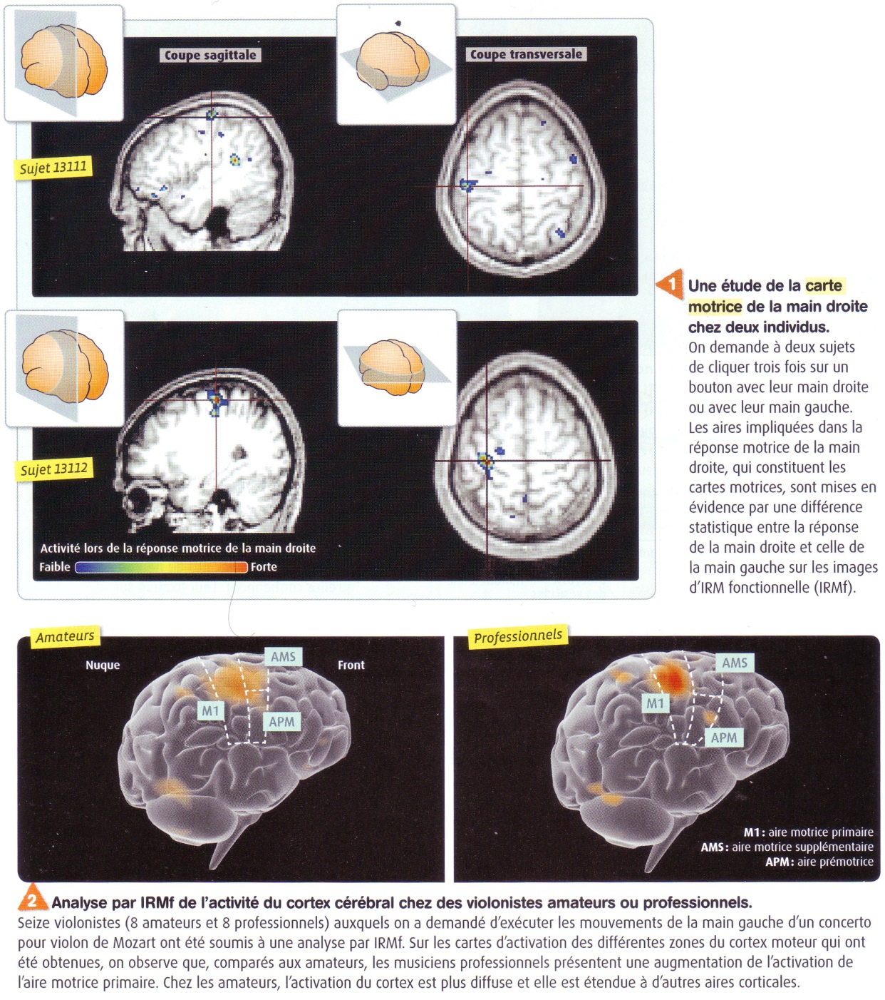 Coupe sagittale
Coupe transversale
Sujet 13111
Sujet 13112
Activité lors de la réponse motrice de la main droite
Faible
Forte
1
Une étude de la carte
motrice de la main droite
chez deux individus.
On demande à deux sujets
de cliquer trois fois sur un
bouton avec leur main droite
ou avec leur main gauche.
Les aires impliquées dans la
réponse motrice de la main
droite, qui constituent les
cartes motrices, sont mises en
évidence par une différence
statistique entre la réponse
de la main droite et celle de
la main gauche sur les images
d'IRM fonctionnelle (IRMf).
Amateurs
Nuque
Front
AMS
M1
APM
Professionnels
AMS
M1
APM
M1 : aire motrice primaire
AMS : aire motrice supplémentaire
APM : aire prémotrice
2
Analyse par IRMf de l'activité du cortex cérébral chez des violonistes amateurs ou professionnels.
Seize violonistes (8 amateurs et 8 professionnels) auxquels on a demandé d'exécuter les mouvements de la main gauche d'un concerto
pour violon de Mozart ont été soumis à une analyse par IRMf. Sur les cartes d'activation des différentes zones du cortex moteur qui ont
été obtenues, on observe que, comparés aux amateurs, les musiciens professionnels présentent une augmentation de l'activation de
l'aire motrice primaire. Chez les amateurs, l'activation du cortex est plus diffuse et elle est étendue à d'autres aires corticales.